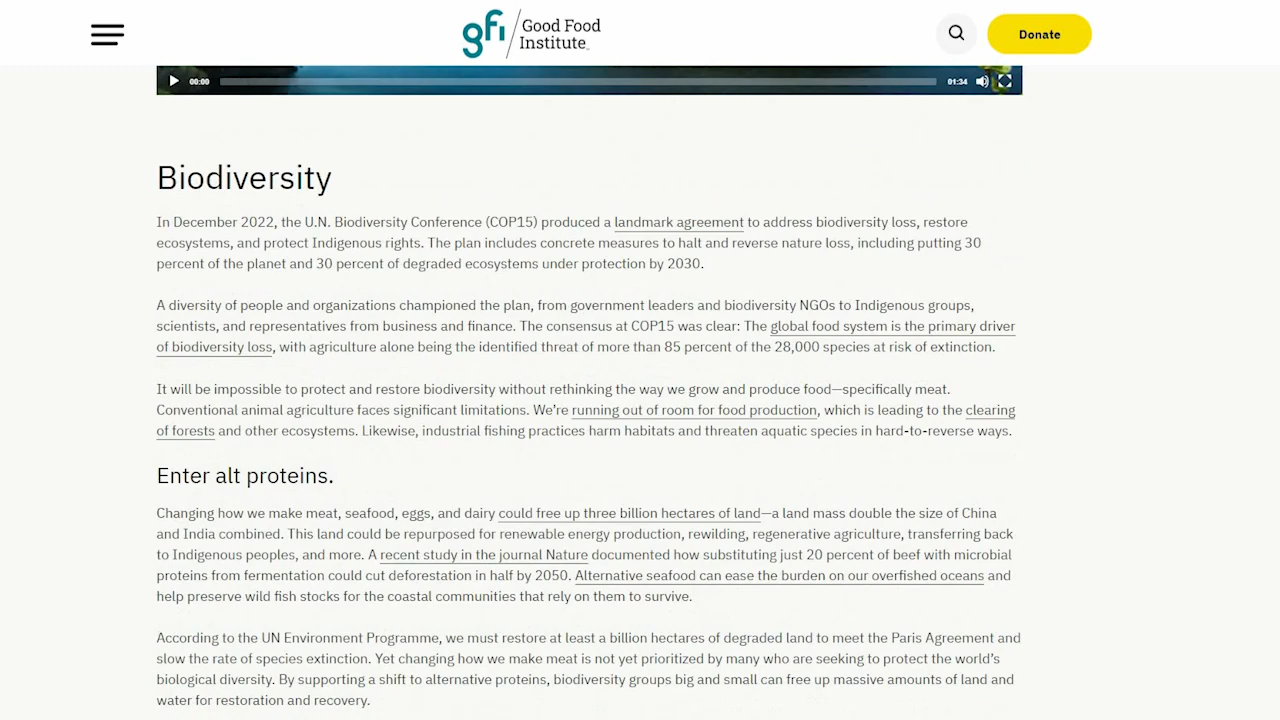 gfi Good Food
Institute
Donate
00:00 01:34
Biodiversity
In December 2022, the U.N. Biodiversity Conference (COP15) produced a landmark agreement to address biodiversity loss, restore
ecosystems, and protect Indigenous rights. The plan includes concrete measures to halt and reverse nature loss, including putting 30
percent of the planet and 30 percent of degraded ecosystems under protection by 2030.
A diversity of people and organizations championed the plan, from government leaders and biodiversity NGOs to Indigenous groups,
scientists, and representatives from business and finance. The consensus at COP15 was clear: The global food system is the primary driver
of biodiversity loss, with agriculture alone being the identified threat of more than 85 percent of the 28,000 species at risk of extinction.
It will be impossible to protect and restore biodiversity without rethinking the way we grow and produce food—specifically meat.
Conventional animal agriculture faces significant limitations. We’re running out of room for food production, which is leading to the clearing
of forests and other ecosystems. Likewise, industrial fishing practices harm habitats and threaten aquatic species in hard-to-reverse ways.
Enter alt proteins.
Changing how we make meat, seafood, eggs, and dairy could free up three billion hectares of land—a land mass double the size of China
and India combined. This land could be repurposed for renewable energy production, rewilding, regenerative agriculture, transferring back
to Indigenous peoples, and more. A recent study in the journal Nature documented how substituting just 20 percent of beef with microbial
proteins from fermentation could cut deforestation in half by 2050. Alternative seafood can ease the burden on our overfished oceans and
help preserve wild fish stocks for the coastal communities that rely on them to survive.
According to the UN Environment Programme, we must restore at least a billion hectares of degraded land to meet the Paris Agreement and
slow the rate of species extinction. Yet changing how we make meat is not yet prioritized by many who are seeking to protect the world’s
biological diversity. By supporting a shift to alternative proteins, biodiversity groups big and small can free up massive amounts of land and
water for restoration and recovery.